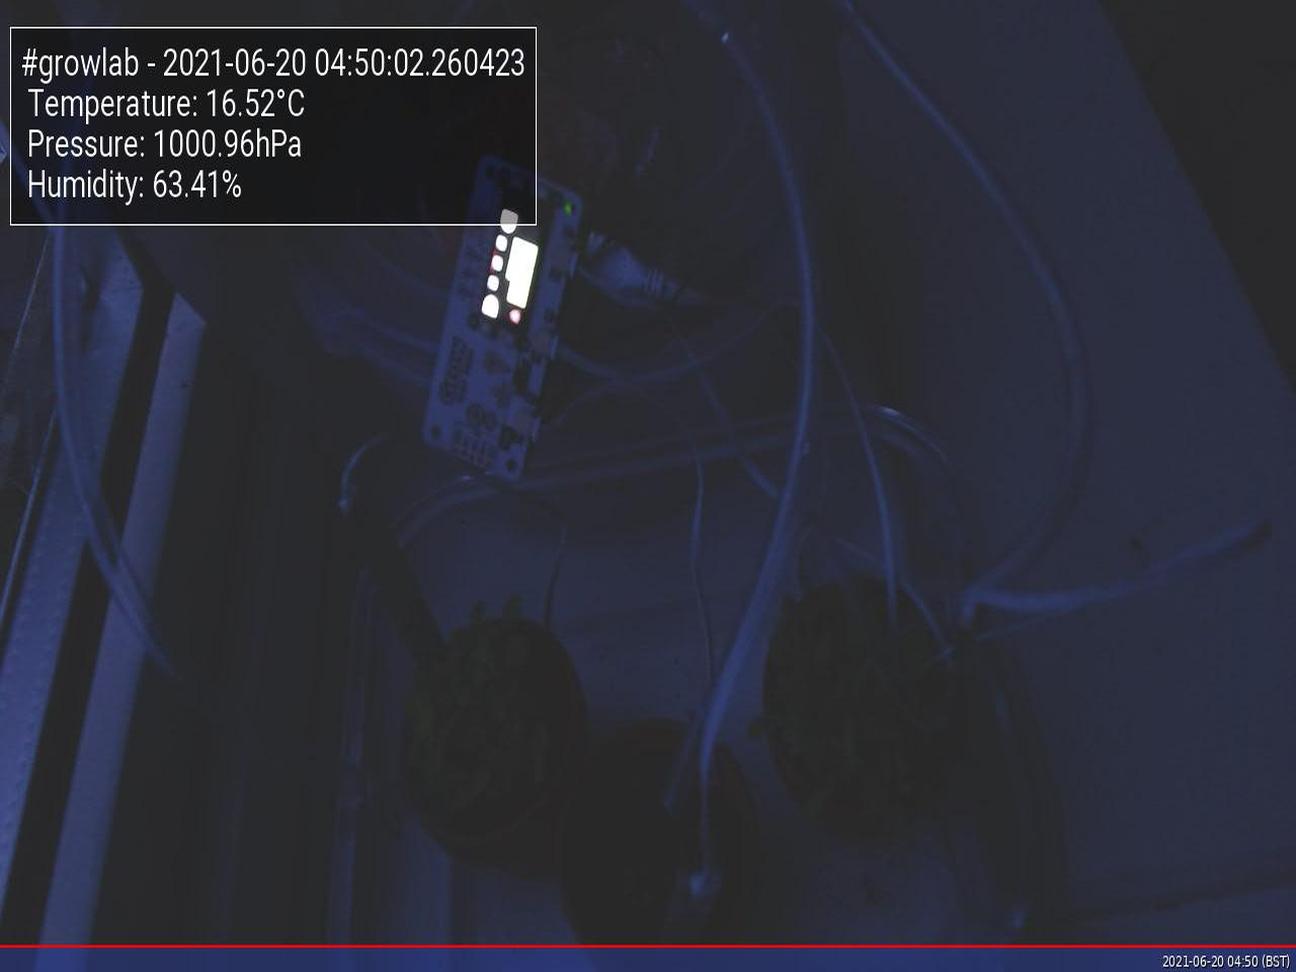 #growlab - 2021-06-20 04:50:02.260423
Temperature: 16.52°C
Pressure: 1000.96hPa
Humidity: 63.41%
2021-06-20 04:50 (BST)